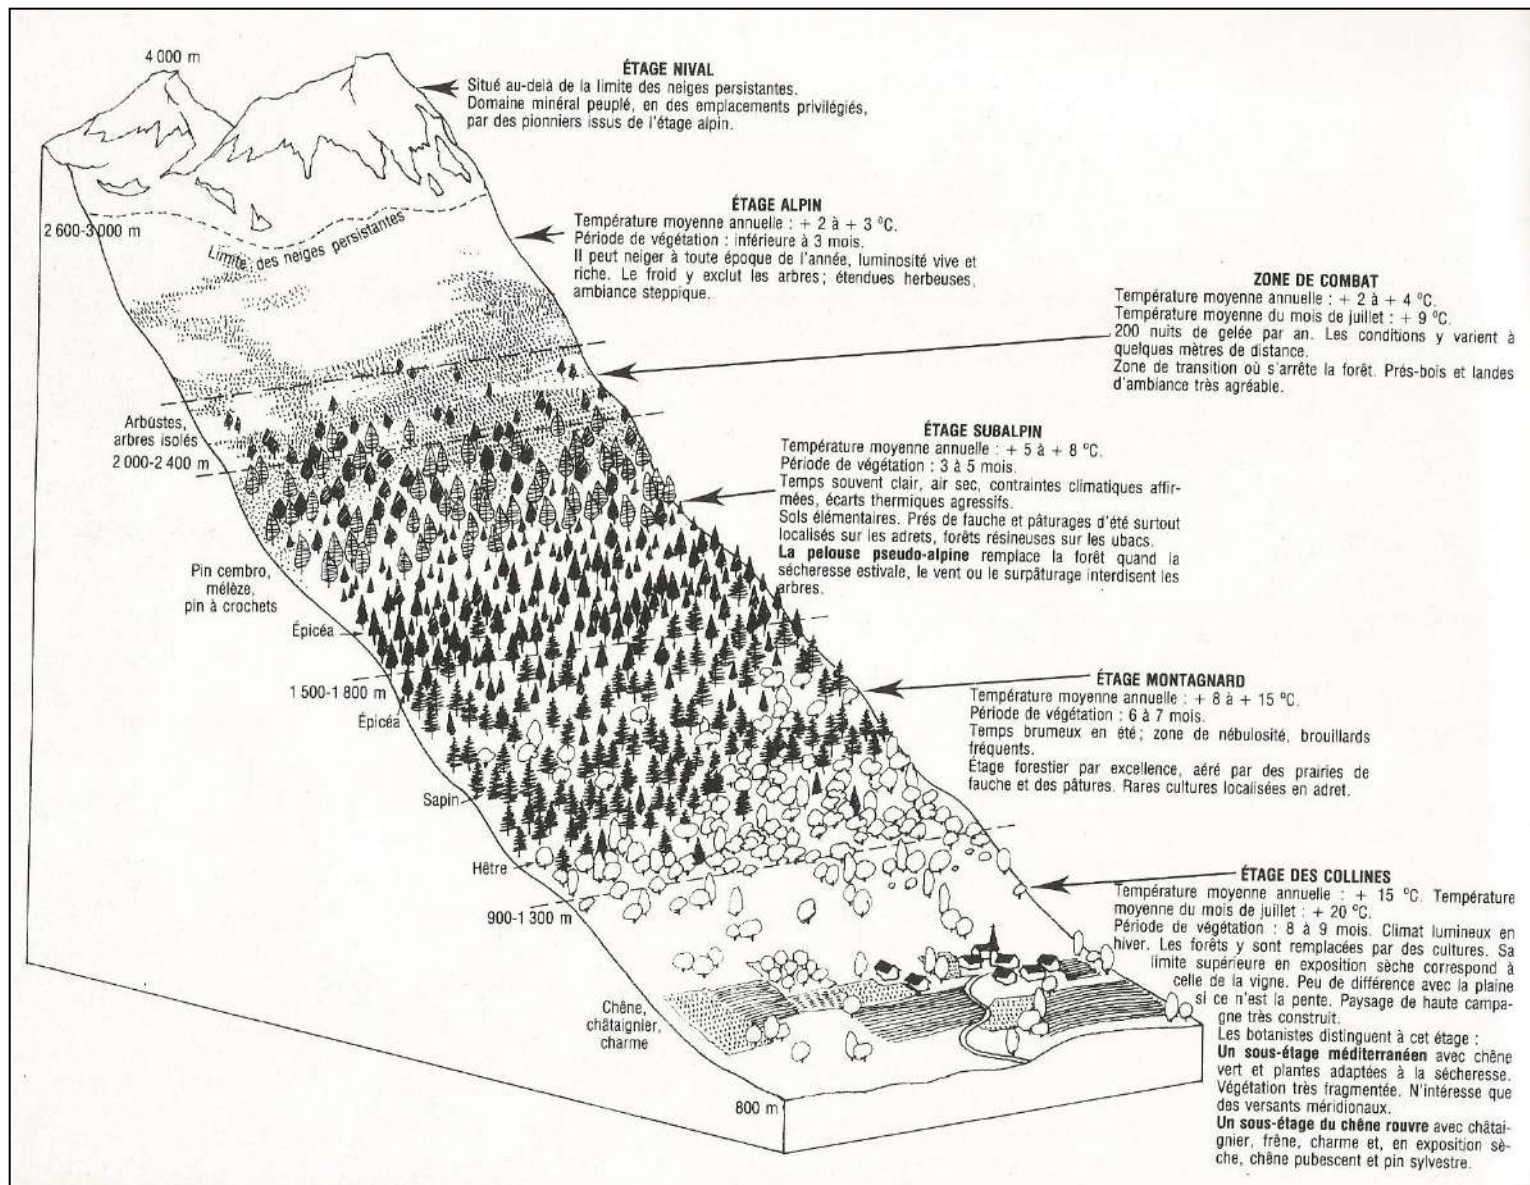 4 000 m
ÉTAGE NIVAL
Situé au-delà de la limite des neiges persistantes.
Domaine minéral peuplé, en des emplacements privilégiés,
par des pionniers issus de l'étage alpin.
2 600-3 000 m
Limite des neiges persistantes
ÉTAGE ALPIN
Température moyenne annuelle : + 2 à + 3 °C.
Période de végétation : inférieure à 3 mois.
Il peut neiger à toute époque de l'année, luminosité vive et
riche. Le froid y exclut les arbres; étendues herbeuses,
ambiance steppique.
ZONE DE COMBAT
Température moyenne annuelle : + 2 à + 4 °C.
Température moyenne du mois de juillet : + 9 °C.
200 nuits de gelée par an. Les conditions y varient à
quelques mètres de distance.
Zone de transition où s'arrête la forêt. Prés-bois et landes
d'ambiance très agréable.
Arbustes,
arbres isolés
2 000-2 400 m
ÉTAGE SUBALPIN
Température moyenne annuelle : + 5 à + 8 °C.
Période de végétation : 3 à 5 mois.
Temps souvent clair, air sec, contraintes climatiques affir-
mées, écarts thermiques agressifs.
Sols élémentaires. Prés de fauche et pâturages d'été surtout
localisés sur les adrets, forêts résineuses sur les ubacs.
La pelouse pseudo-alpine remplace la forêt quand la
sécheresse estivale, le vent ou le surpâturage interdisent les
arbres.
Pin cembro,
mélèze,
pin à crochets
Épicéa
1 500-1 800 m
Épicéa
ÉTAGE MONTAGNARD
Température moyenne annuelle : + 8 à + 15 °C.
Période de végétation : 6 à 7 mois.
Temps brumeux en été; zone de nébulosité, brouillards
fréquents.
Étage forestier par excellence, aéré par des prairies de
fauche et des pâtures. Rares cultures localisées en adret.
Sapin
Hêtre
900-1 300 m
ÉTAGE DES COLLINES
Température moyenne annuelle : + 15 °C. Température
moyenne du mois de juillet : + 20 °C.
Période de végétation : 8 à 9 mois. Climat lumineux en
hiver. Les forêts y sont remplacées par des cultures. Sa
limite supérieure en exposition sèche correspond à
celle de la vigne. Peu de différence avec la plaine
si ce n'est la pente. Paysage de haute campa-
gne très construit.
Les botanistes distinguent à cet étage :
Un sous-étage méditerranéen avec chêne
vert et plantes adaptées à la sécheresse.
Végétation très fragmentée. N'intéresse que
des versants méridionaux.
Un sous-étage du chêne rouvre avec châtai-
gnier, frêne, charme et, en exposition sè-
che, chêne pubescent et pin sylvestre.
Chêne,
châtaignier,
charme
800 m